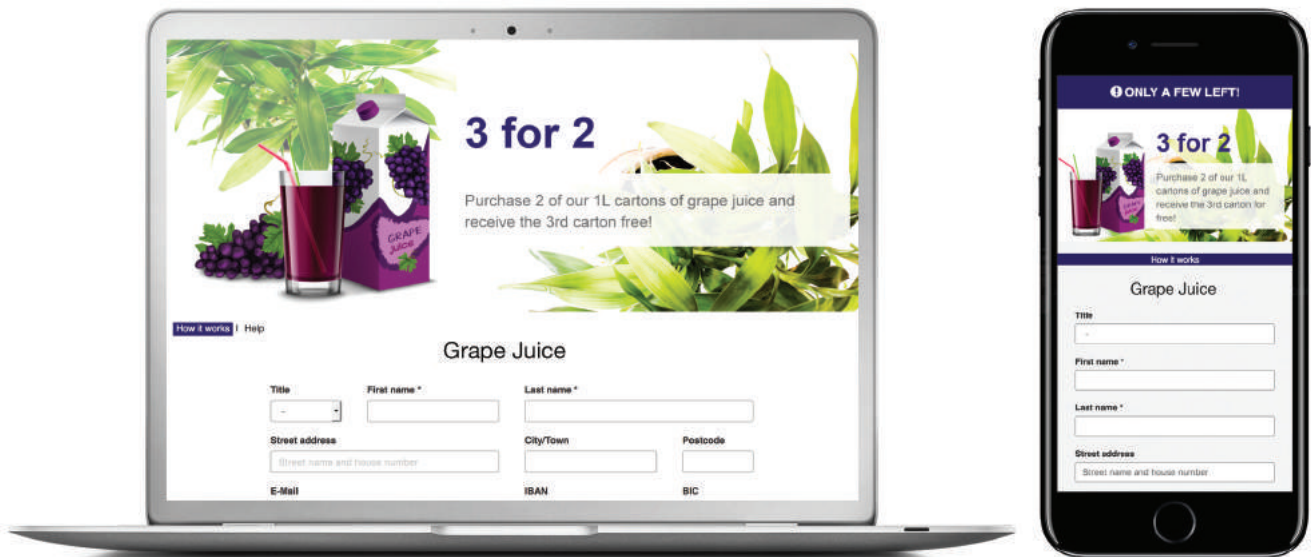 3 for 2
Purchase 2 of our 1L cartons of grape juice and
receive the 3rd carton free!
GRAPE
JUICE
How it works | Help
Grape Juice
Title First name * Last name *
-
Street address City/Town Postcode
Street name and house number
E-Mail IBAN BIC
! ONLY A FEW LEFT!
3 for 2
Purchase 2 of our 1L
cartons of grape juice and
receive the 3rd carton for
free!
How it works
Grape Juice
Title
-
First name *
Last name *
Street address
Street name and house number